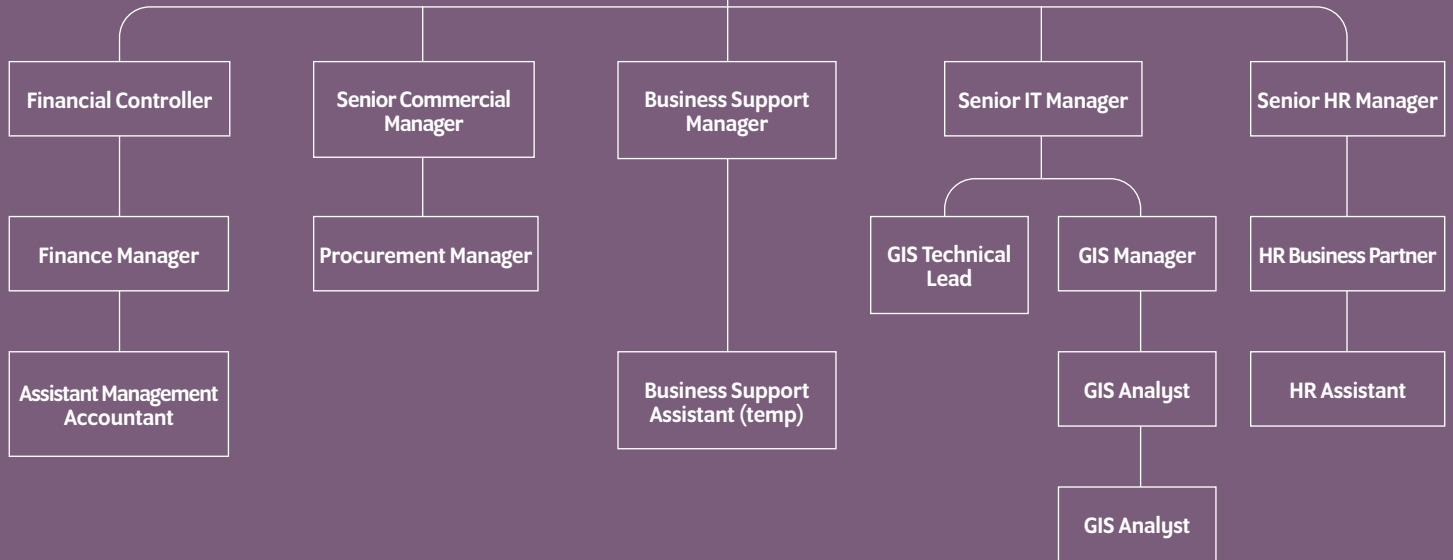 Financial Controller
Senior Commercial
Manager
Business Support
Manager
Senior IT Manager
Senior HR Manager
Finance Manager
Procurement Manager
GIS Technical
Lead
GIS Manager
HR Business Partner
Assistant Management
Accountant
Business Support
Assistant (temp)
GIS Analyst
HR Assistant
GIS Analyst